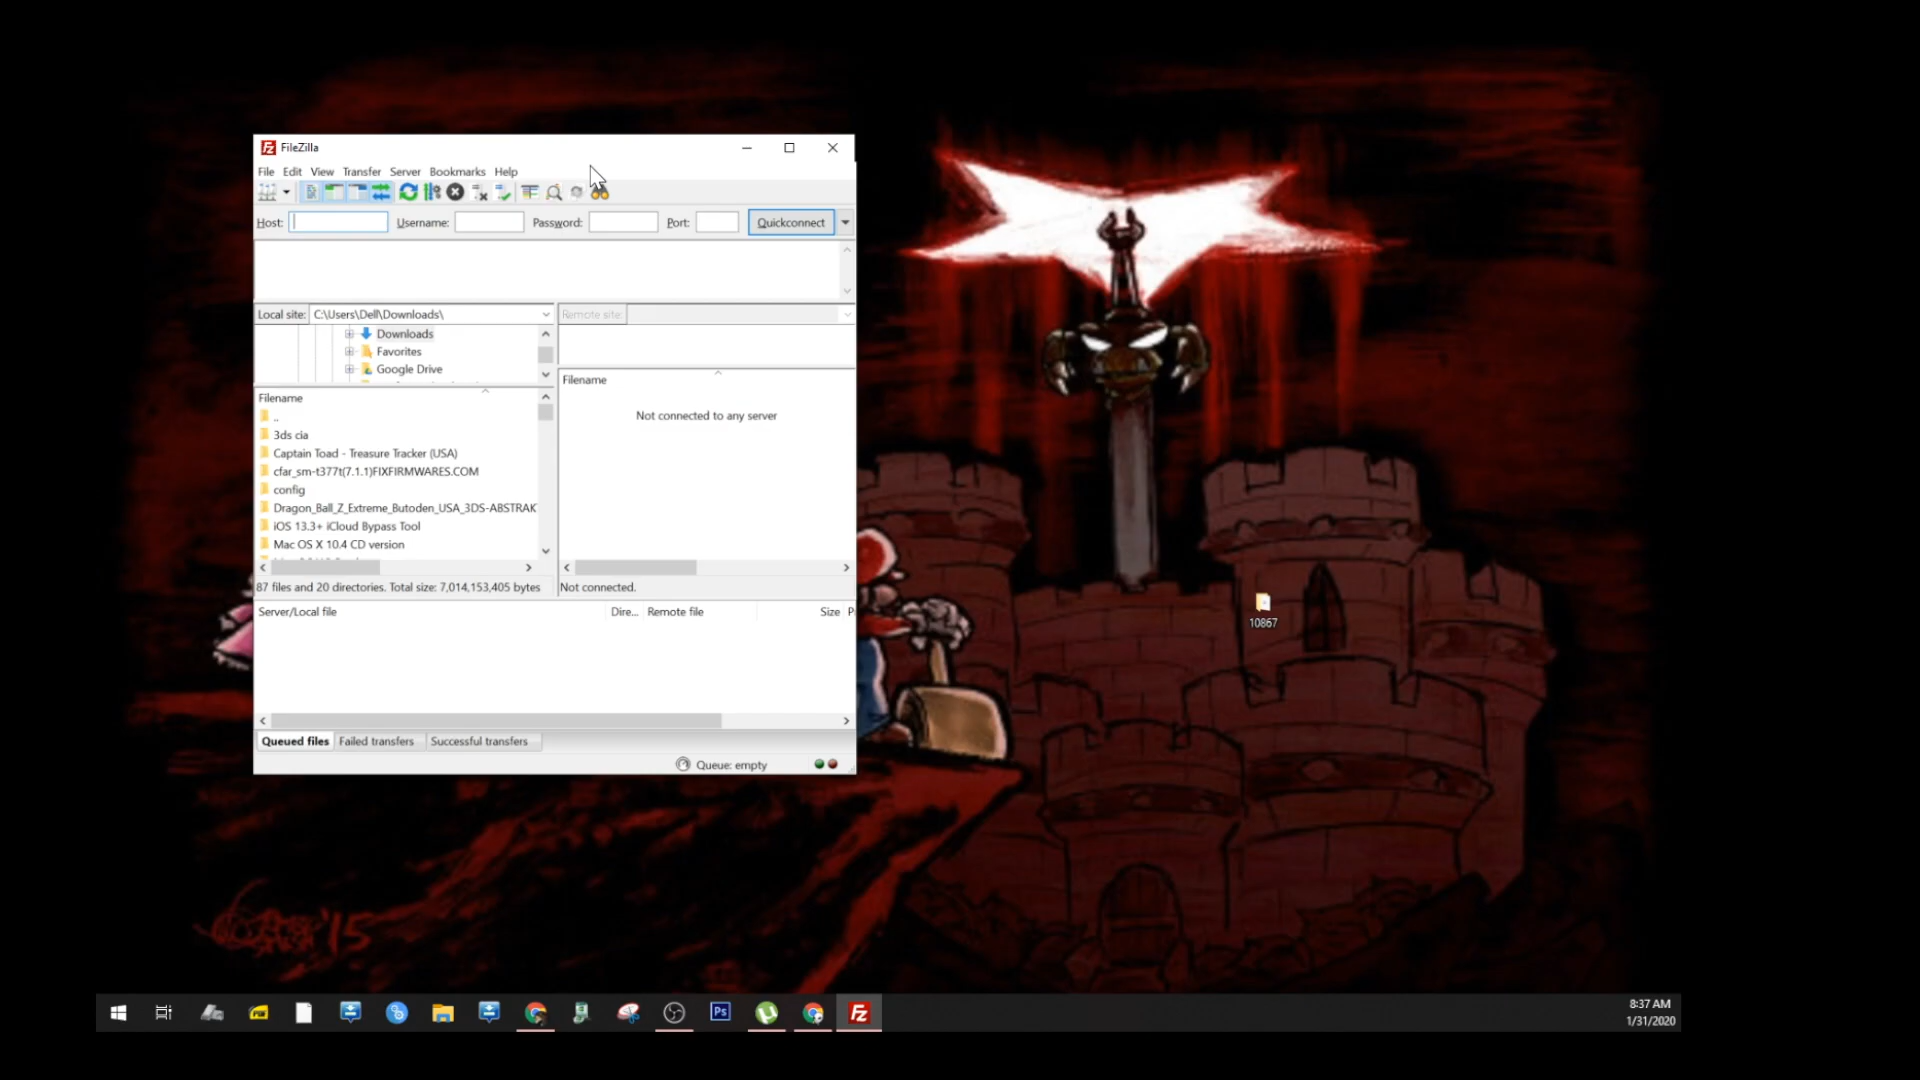 FileZilla
File Edit View Transfer Server Bookmarks Help
Host: Username: Password: Port: Quickconnect
Local site: C:\Users\Dell\Downloads\ Remote site:
Downloads
Favorites
Google Drive
Filename
..
3ds cia
Captain Toad - Treasure Tracker (USA)
cfar_sm-t377t(7.1.1)FIXFIRMWARES.COM
config
Dragon_Ball_Z_Extreme_Butoden_USA_3DS-ABSTRAK
iOS 13.3+ iCloud Bypass Tool
Mac OS X 10.4 CD version
87 files and 20 directories. Total size: 7,014,153,405 bytes
Filename
Not connected to any server
Not connected.
Server/Local file Dire... Remote file Size P
Queued files Failed transfers Successful transfers
Queue: empty
10867
'15
Ps
Fz
8:37 AM
1/31/2020